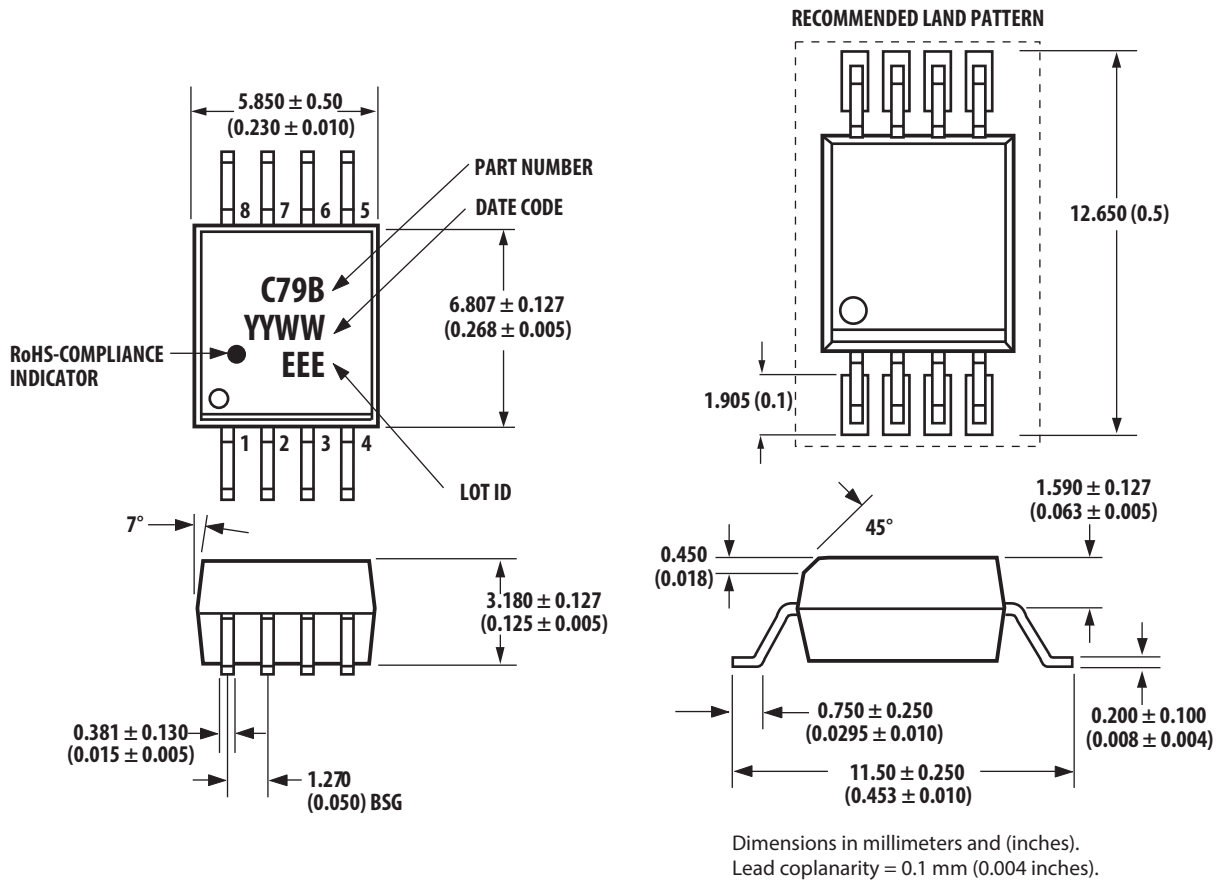 RECOMMENDED LAND PATTERN
5.850 ± 0.50
(0.230 ± 0.010)
PART NUMBER
8 7 6 5
DATE CODE
12.650 (0.5)
C79B
YYWW
EEE
6.807 ± 0.127
(0.268 ± 0.005)
RoHS-COMPLIANCE
INDICATOR
1.905 (0.1)
1 2 3 4
LOT ID
7°
45°
1.590 ± 0.127
(0.063 ± 0.005)
0.450
(0.018)
3.180 ± 0.127
(0.125 ± 0.005)
0.381 ± 0.130
(0.015 ± 0.005)
1.270
(0.050) BSG
0.750 ± 0.250
(0.0295 ± 0.010)
0.200 ± 0.100
(0.008 ± 0.004)
11.50 ± 0.250
(0.453 ± 0.010)
Dimensions in millimeters and (inches).
Lead coplanarity = 0.1 mm (0.004 inches).